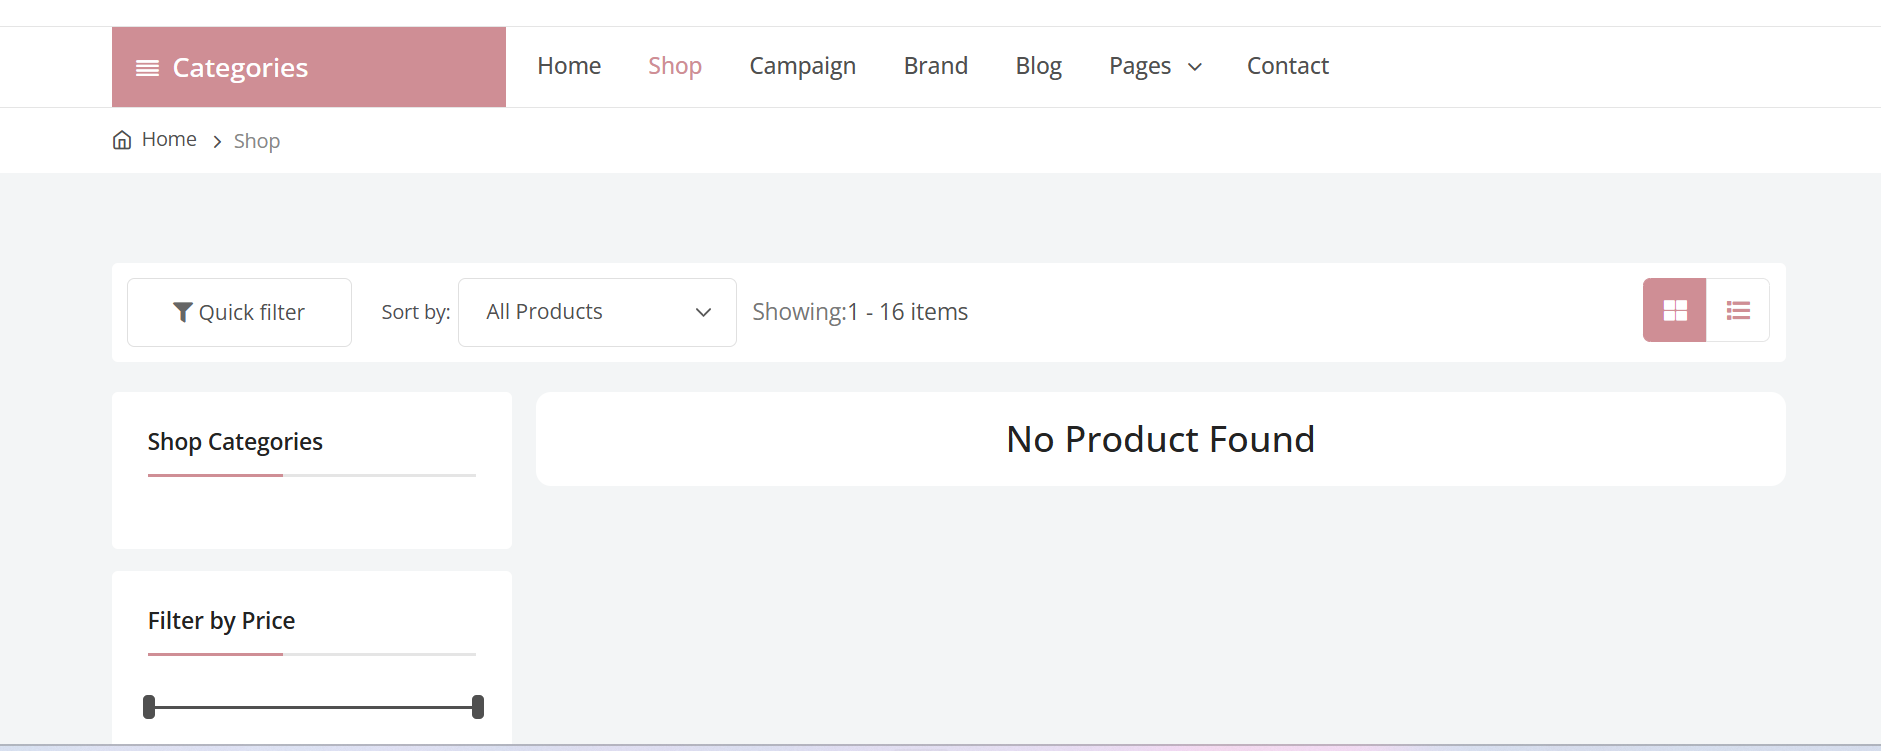 Categories Home Shop Campaign Brand Blog Pages Contact
Home Shop
Quick filter Sort by: All Products Showing:1 - 16 items
Shop Categories
No Product Found
Filter by Price